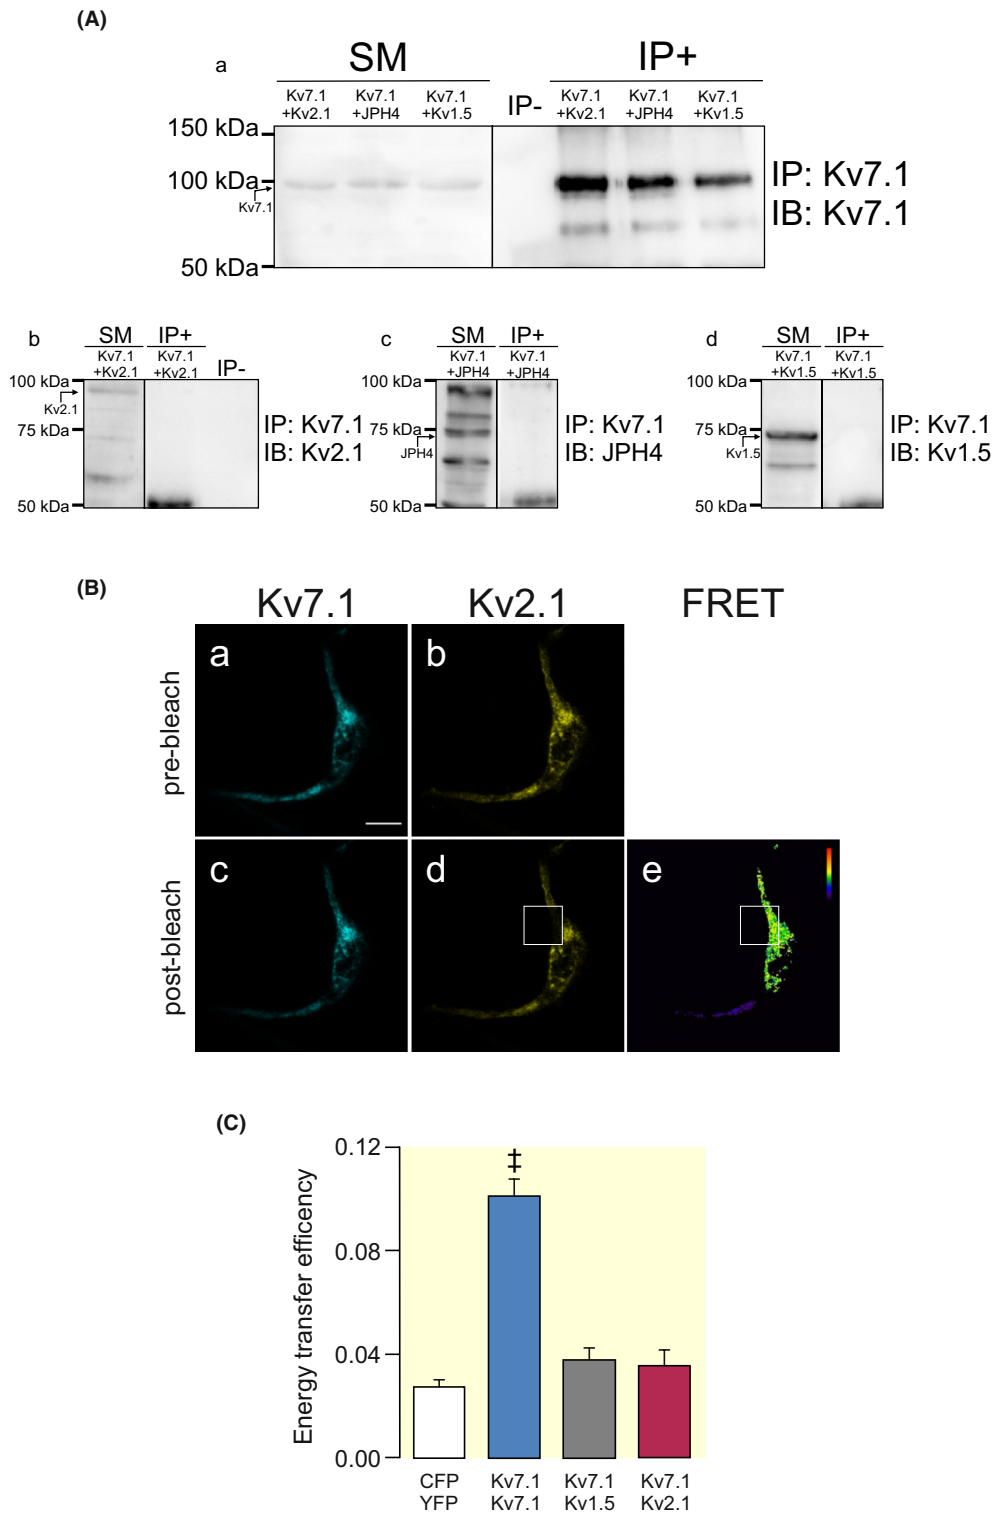 (A)
a
SM
IP+
Kv7.1
+Kv2.1
Kv7.1
+JPH4
Kv7.1
+Kv1.5
IP-
Kv7.1
+Kv2.1
Kv7.1
+JPH4
Kv7.1
+Kv1.5
150 kDa
100 kDa
Kv7.1
50 kDa
IP: Kv7.1
IB: Kv7.1
b
SM
IP+
Kv7.1
+Kv2.1
Kv7.1
+Kv2.1
IP-
100 kDa
Kv2.1
75 kDa
50 kDa
IP: Kv7.1
IB: Kv2.1
c
SM
IP+
Kv7.1
+JPH4
Kv7.1
+JPH4
100 kDa
75 kDa
JPH4
50 kDa
IP: Kv7.1
IB: JPH4
d
SM
IP+
Kv7.1
+Kv1.5
Kv7.1
+Kv1.5
100 kDa
75 kDa
Kv1.5
50 kDa
IP: Kv7.1
IB: Kv1.5
(B)
Kv7.1
Kv2.1
FRET
pre-bleach
a
b
post-bleach
c
d
e
(C)
Energy transfer efficency
0.12
0.08
0.04
0.00
‡
CFP
YFP
Kv7.1
Kv7.1
Kv7.1
Kv1.5
Kv7.1
Kv2.1